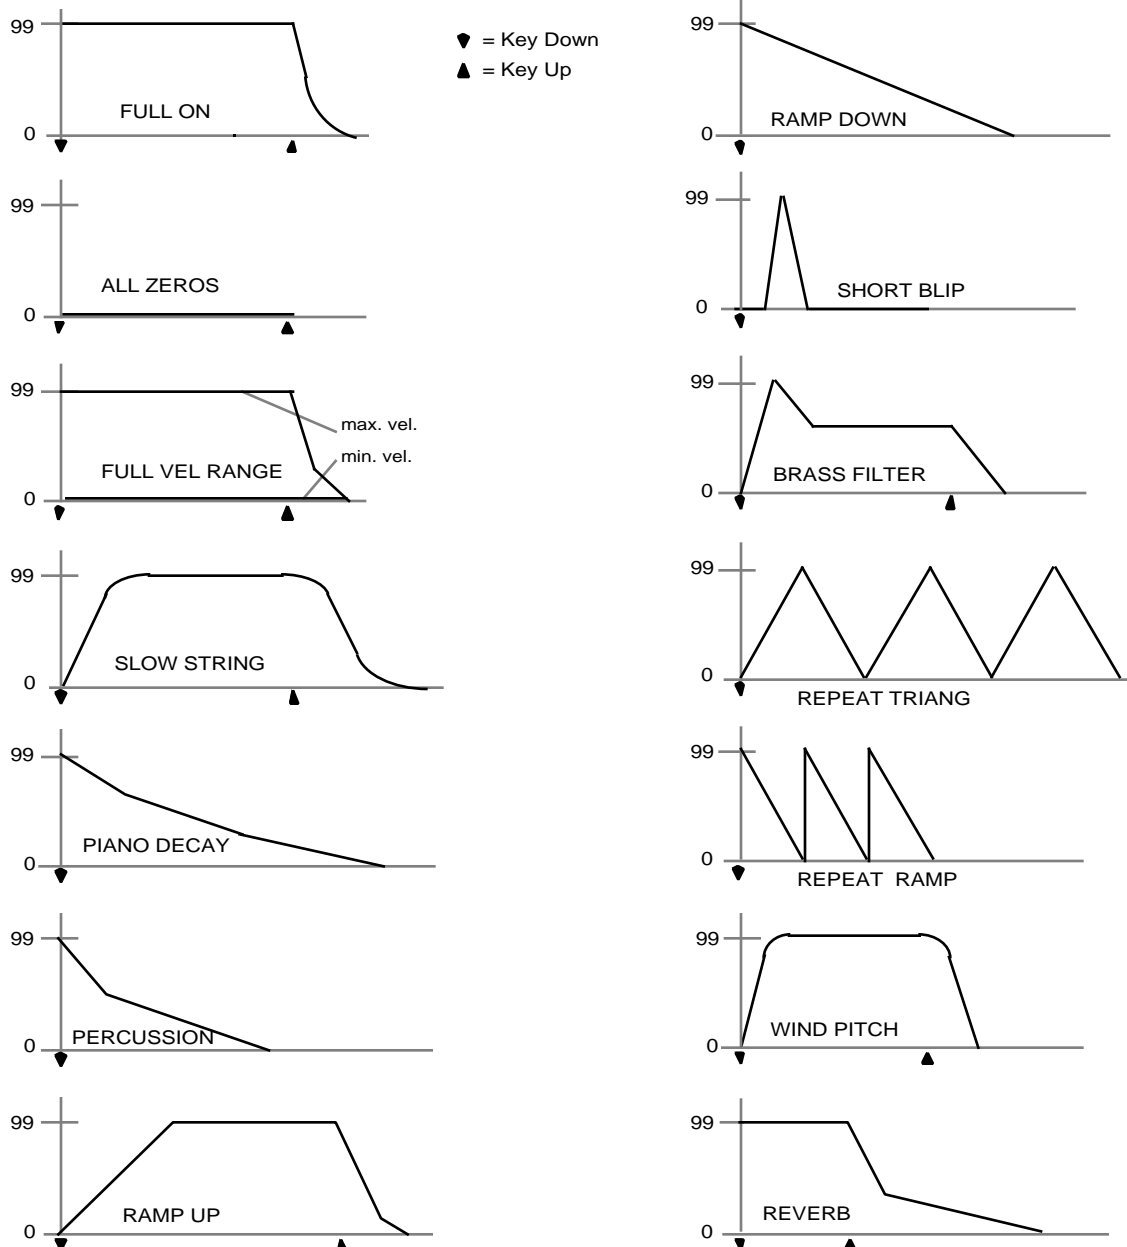 99
FULL ON
0
= Key Down
= Key Up
99
RAMP DOWN
0
99
ALL ZEROS
0
99
SHORT BLIP
0
99
max. vel.
min. vel.
FULL VEL RANGE
0
99
BRASS FILTER
0
99
SLOW STRING
0
99
0
REPEAT TRIANG
99
PIANO DECAY
0
99
0
REPEAT RAMP
99
PERCUSSION
0
99
WIND PITCH
0
99
RAMP UP
0
99
REVERB
0